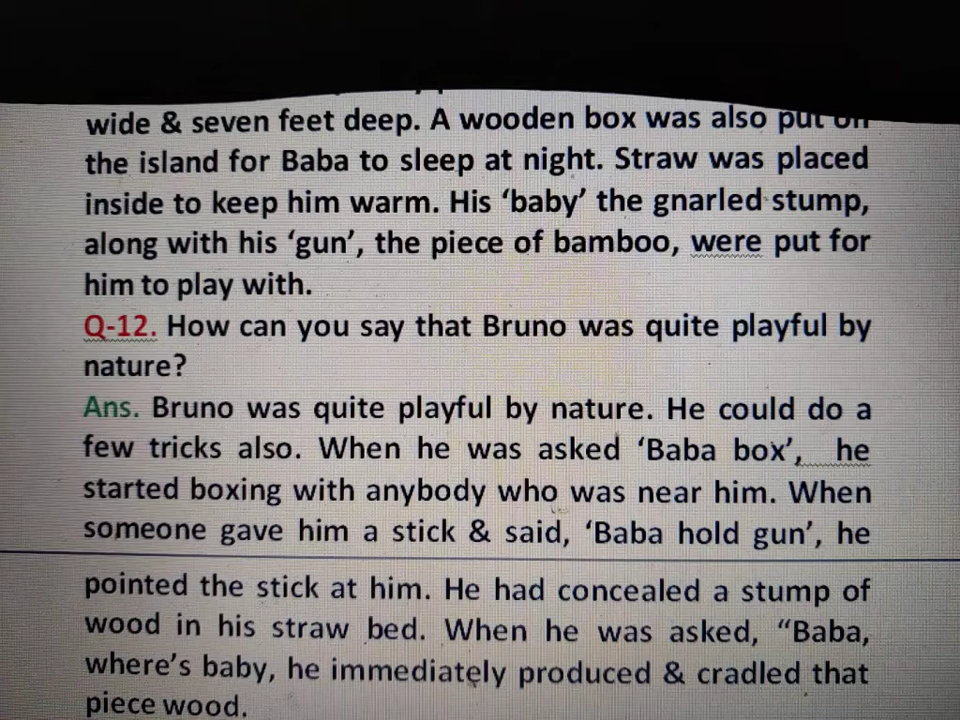 wide & seven feet deep. A wooden box was also put on
the island for Baba to sleep at night. Straw was placed
inside to keep him warm. His ‘baby’ the gnarled stump,
along with his ‘gun’, the piece of bamboo, were put for
him to play with.
Q-12. How can you say that Bruno was quite playful by
nature?
Ans. Bruno was quite playful by nature. He could do a
few tricks also. When he was asked ‘Baba box’, he
started boxing with anybody who was near him. When
someone gave him a stick & said, ‘Baba hold gun’, he
pointed the stick at him. He had concealed a stump of
wood in his straw bed. When he was asked, “Baba,
where’s baby, he immediately produced & cradled that
piece wood.